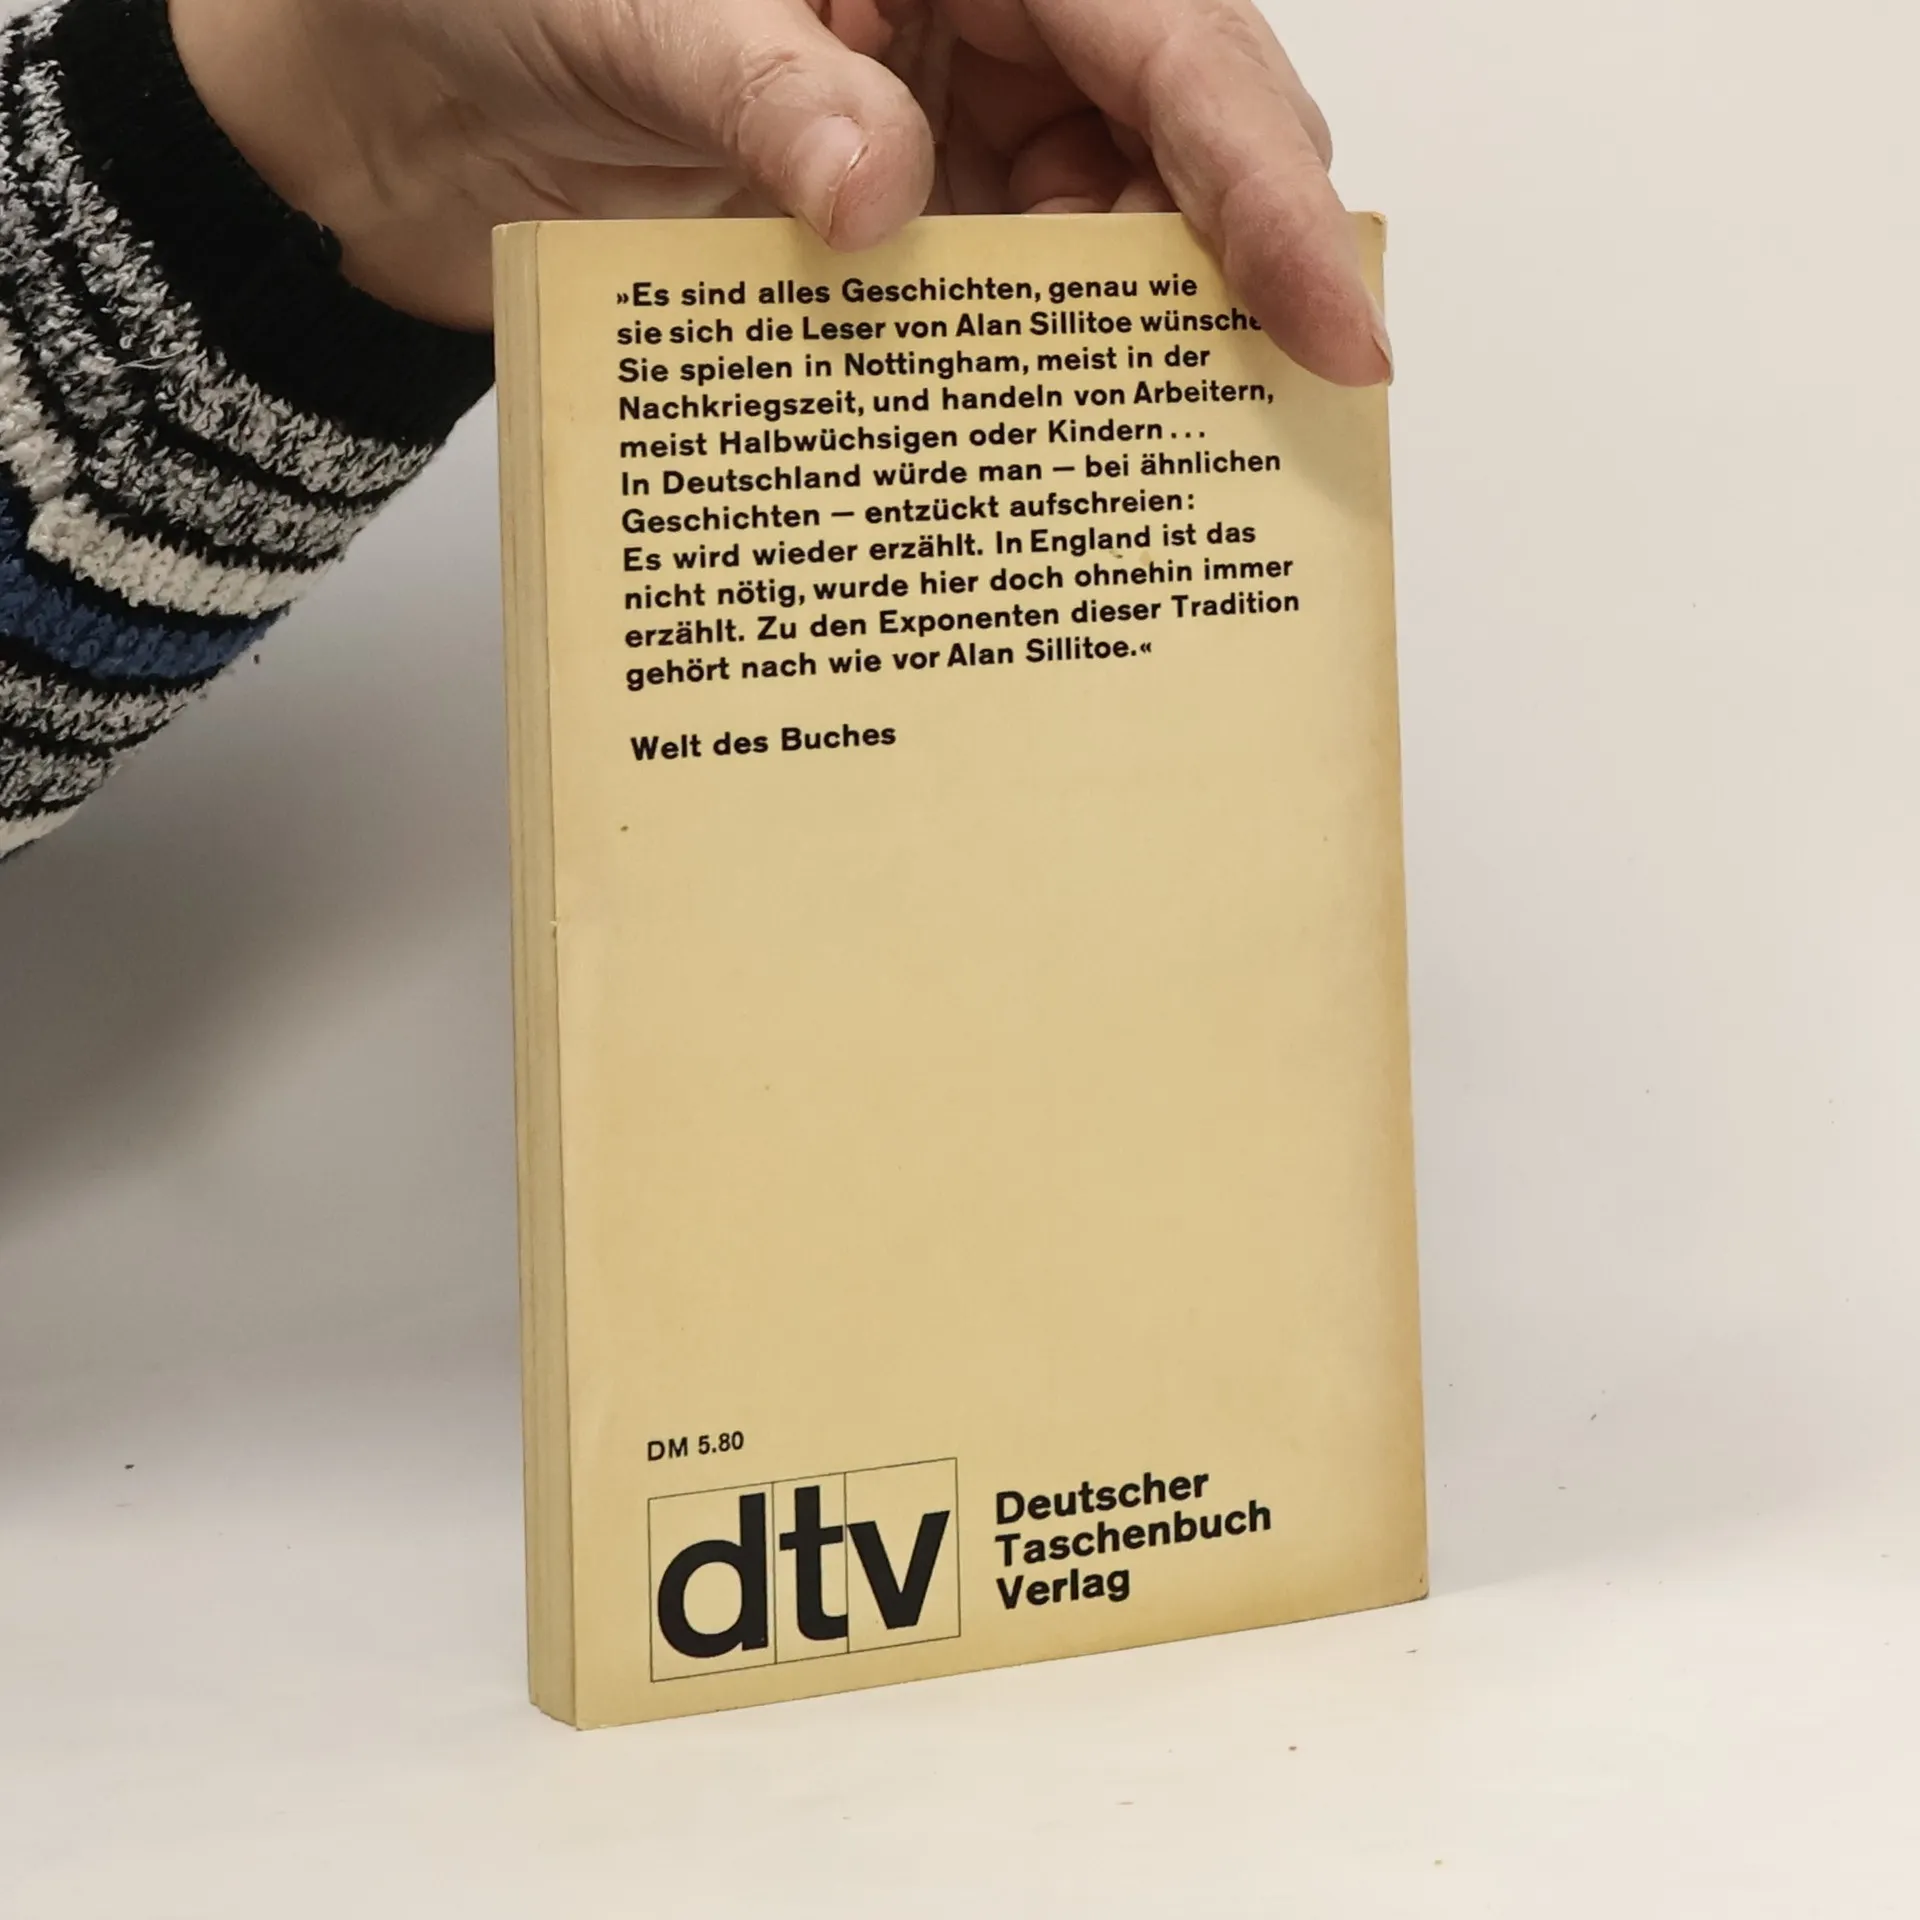 »Es sind alles Geschichten, genau wie
sie sich die Leser von Alan Sillitoe
Sie spielen in Nottingham, meist in der
Nachkriegszeit, und handeln von Arbeitern,
meist Halbwüchsigen oder Kindern...
In Deutschland würde man – bei ähnlichen
Geschichten – entzückt aufschreien:
Es wird wieder erzählt. In England ist das
nicht nötig, wurde hier doch ohnehin immer
erzählt. Zu den Exponenten dieser Tradition
gehört nach wie vor Alan Sillitoe.«
Welt des Buches
DM 5.80
dtv
Deutscher
Taschenbuch
Verlag